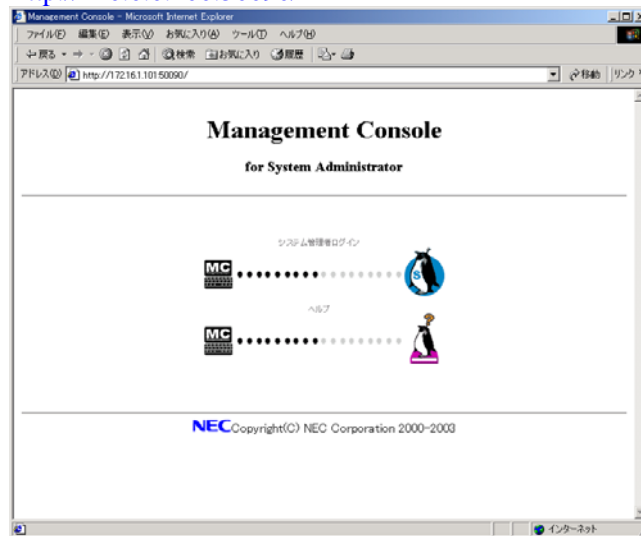 Management Console - Microsoft Internet Explorer
ファイル(F) 編集(E) 表示(V) お気に入り(A) ツール(T) ヘルプ(H)
戻る 検索 お気に入り 履歴
アドレス(D) http://172.16.1.101:50090/ 移動 リンク
Management Console
for System Administrator
システム管理者ログイン
MC
S
ヘルプ
MC
?
NEC Copyright(C) NEC Corporation 2000-2003
インターネット